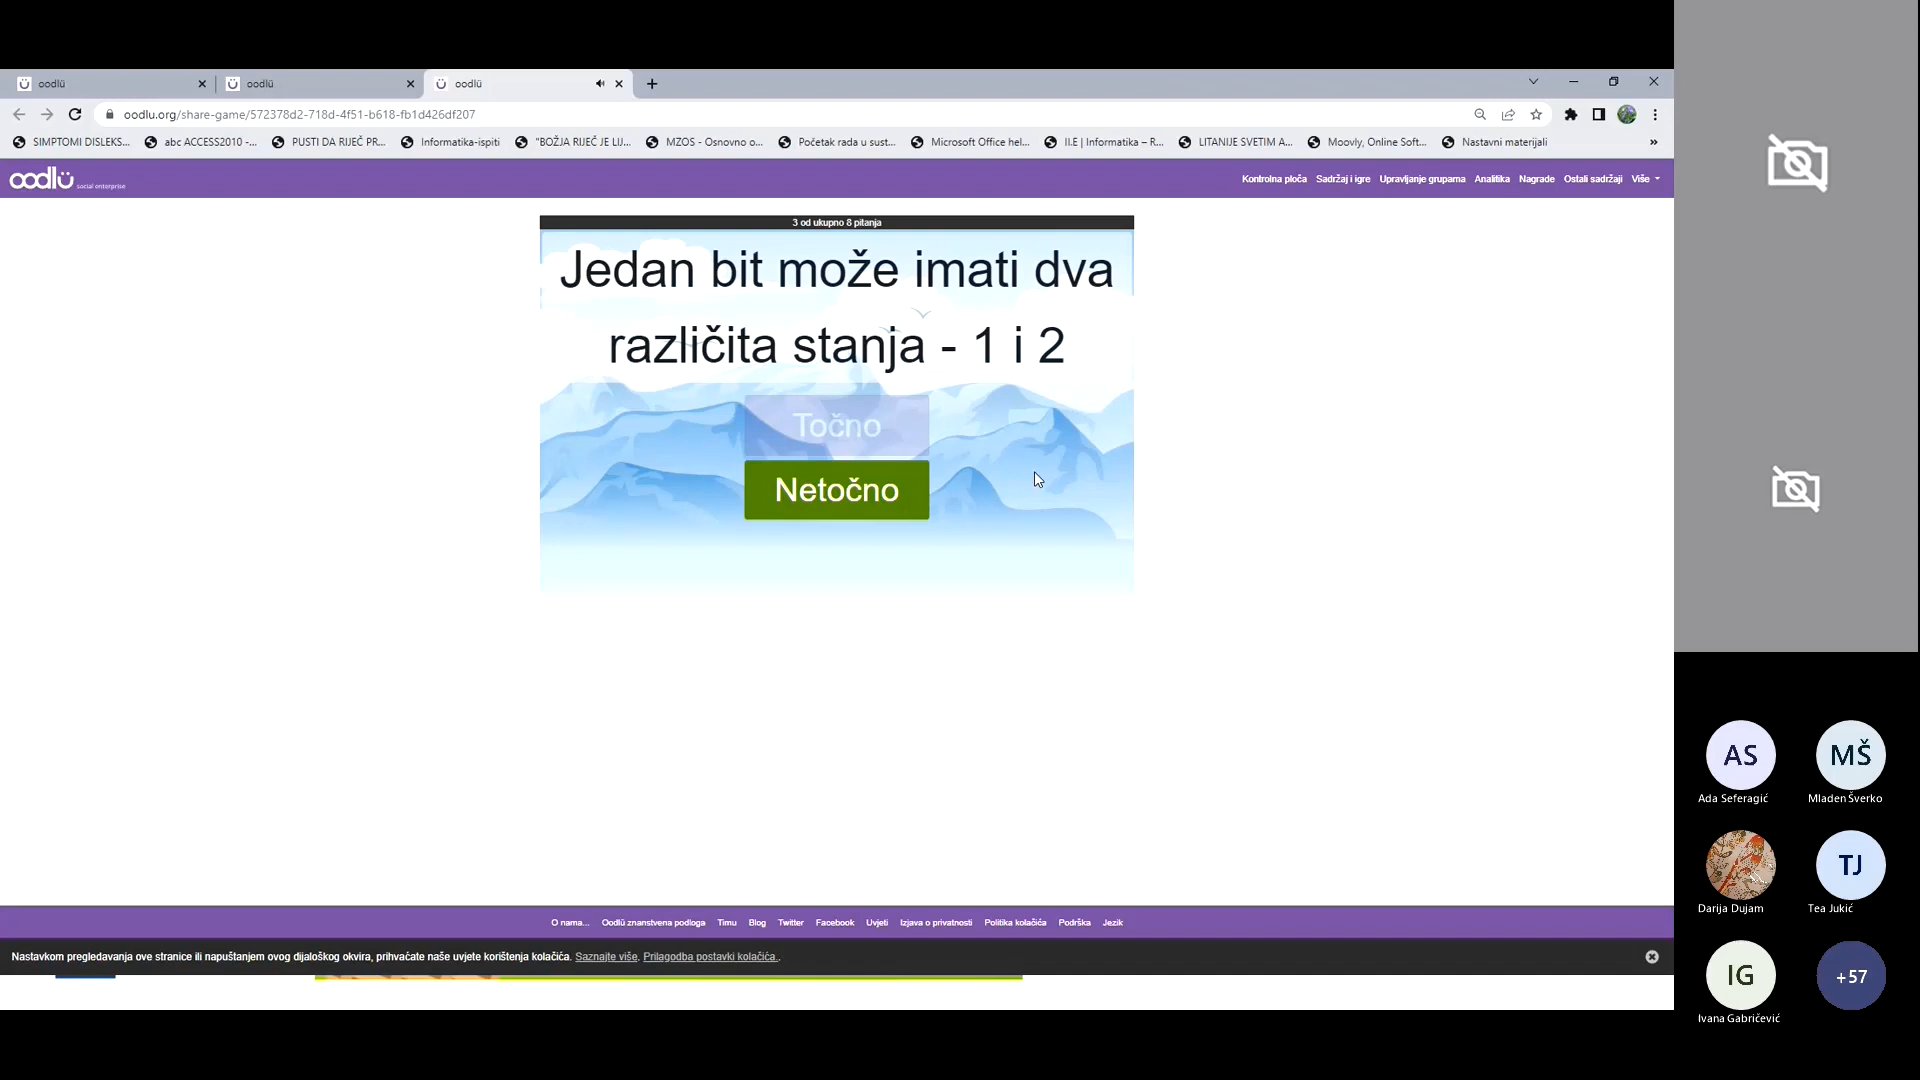 oodlü
oodlü
oodlü
oodlu.org/share-game/572378d2-718d-4f51-b618-fb1d426df207
SIMPTOMI DISLEKS...
abc ACCESS2010 -...
PUSTI DA RIJEČ PR...
Informatika-ispiti
"BOŽJA RIJEČ JE LIJ...
MZOS - Osnovno o...
Početak rada u sust...
Microsoft Office hel...
II.E | Informatika – R...
LITANIJE SVETIM A...
Moovly, Online Soft...
Nastavni materijali
»
oodlü social enterprise
Kontrolna ploča
Sadržaj i igre
Upravljanje grupama
Analitika
Nagrade
Ostali sadržaji
Više
3 od ukupno 8 pitanja
Jedan bit može imati dva
različita stanja - 1 i 2
Točno
Netočno
AS
Ada Seferagić
MŠ
Mladen Šverko
Darija Dujam
TJ
Tea Jukić
IG
Ivana Gabričević
+57
O nama...
Oodlü znanstvena podloga
Timu
Blog
Twitter
Facebook
Uvjeti
Izjava o privatnosti
Politika kolačića
Podrška
Jezik
Nastavkom pregledavanja ove stranice ili napuštanjem ovog dijaloškog okvira, prihvaćate naše uvjete korištenja kolačića. Saznajte više. Prilagodba postavki kolačića..